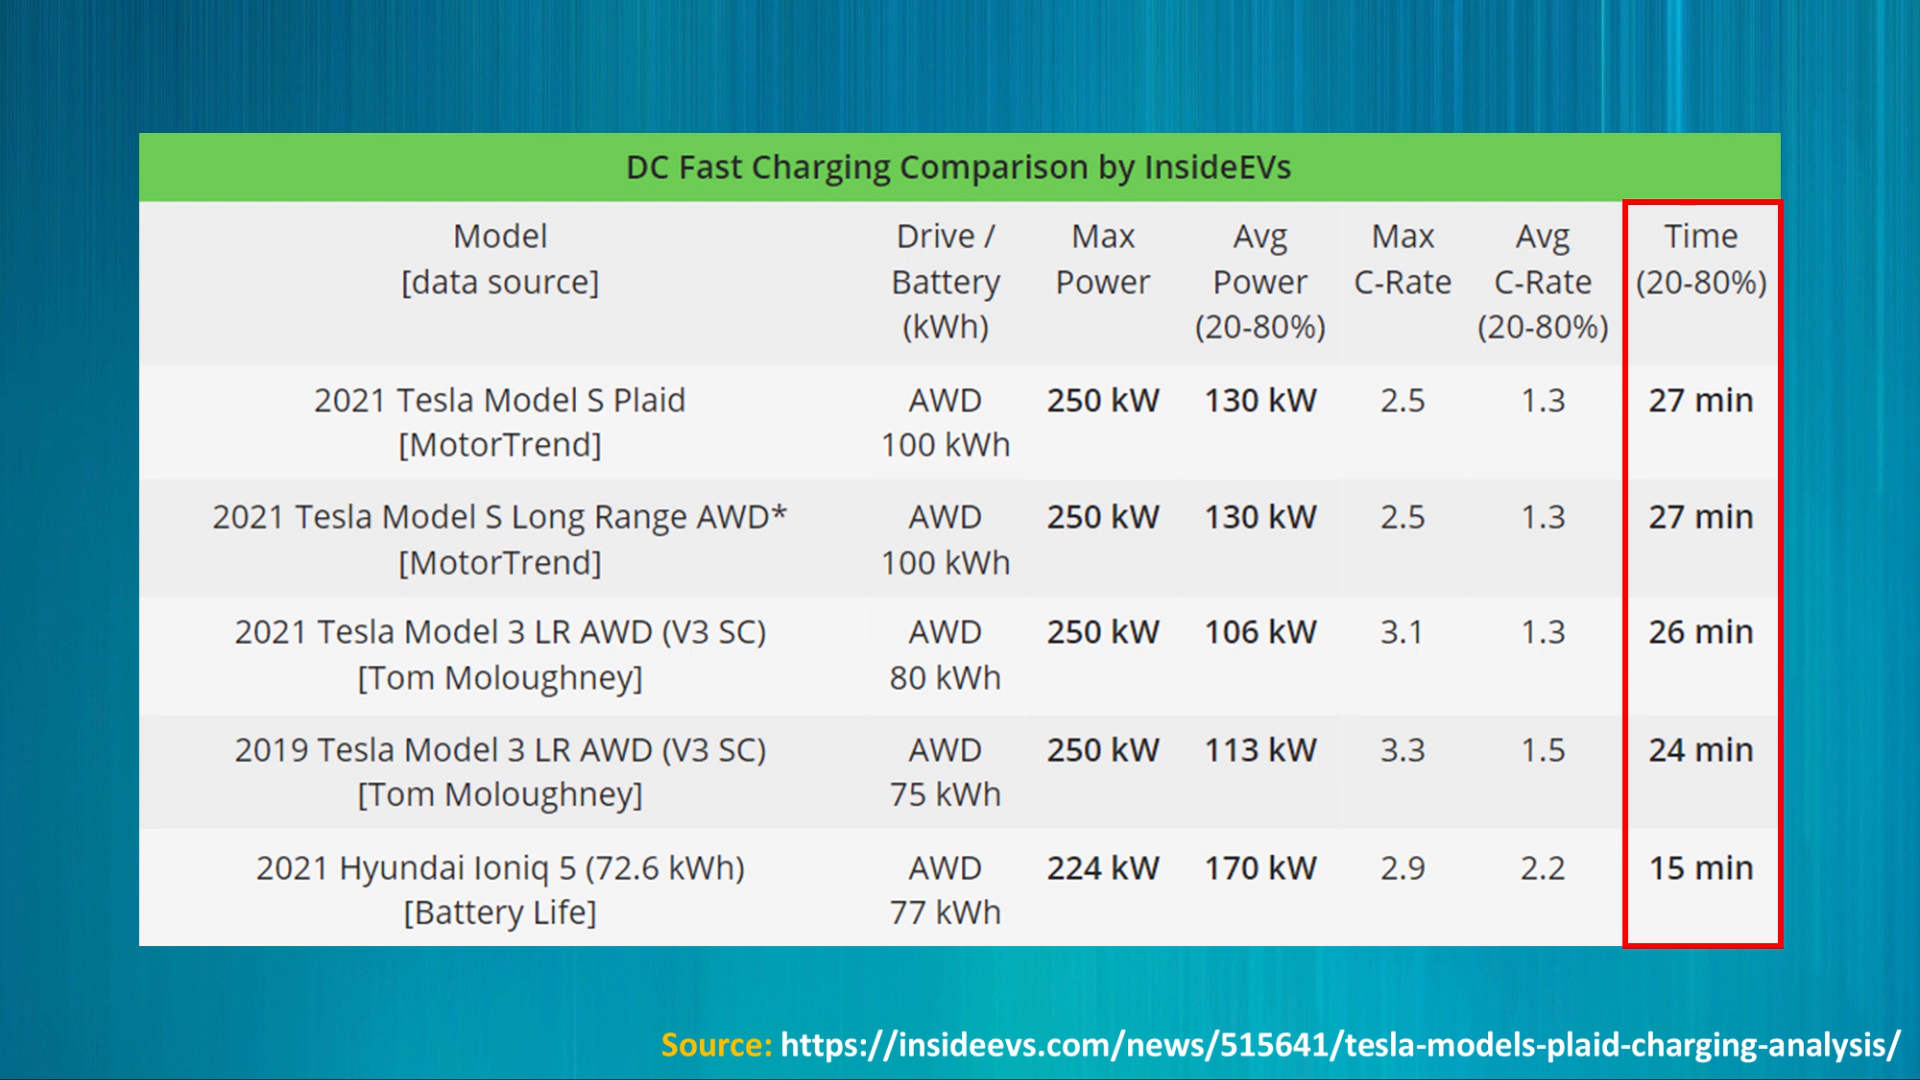 DC Fast Charging Comparison by InsideEVs
Model
[data source]
Drive /
Battery
(kWh)
Max
Power
Avg
Power
(20-80%)
Max
C-Rate
Avg
C-Rate
(20-80%)
Time
(20-80%)
2021 Tesla Model S Plaid
[MotorTrend]
AWD
100 kWh
250 kW
130 kW
2.5
1.3
27 min
2021 Tesla Model S Long Range AWD*
[MotorTrend]
AWD
100 kWh
250 kW
130 kW
2.5
1.3
27 min
2021 Tesla Model 3 LR AWD (V3 SC)
[Tom Moloughney]
AWD
80 kWh
250 kW
106 kW
3.1
1.3
26 min
2019 Tesla Model 3 LR AWD (V3 SC)
[Tom Moloughney]
AWD
75 kWh
250 kW
113 kW
3.3
1.5
24 min
2021 Hyundai Ioniq 5 (72.6 kWh)
[Battery Life]
AWD
77 kWh
224 kW
170 kW
2.9
2.2
15 min
Source: https://insideevs.com/news/515641/tesla-models-plaid-charging-analysis/